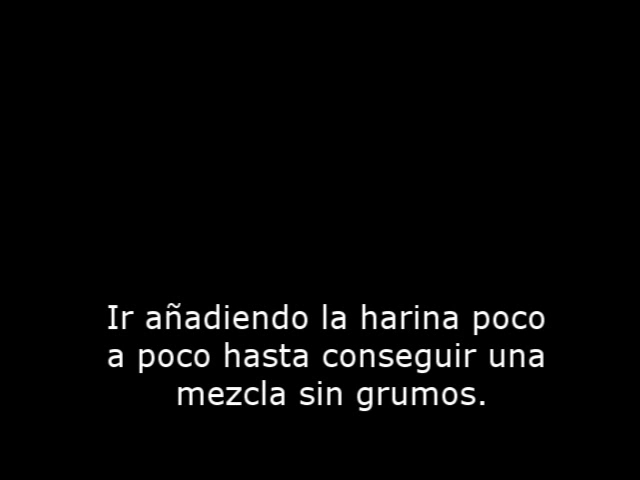 Ir añadiendo la harina poco
a poco hasta conseguir una
mezcla sin grumos.